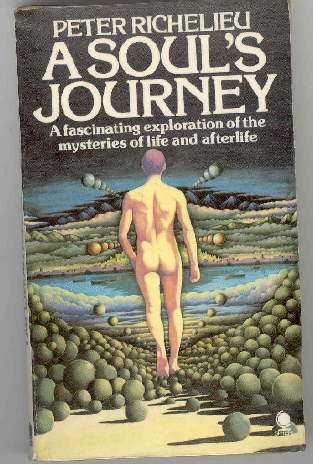 PETER RICHELIEU
A SOUL'S
JOURNEY
A fascinating exploration of the
mysteries of life and afterlife